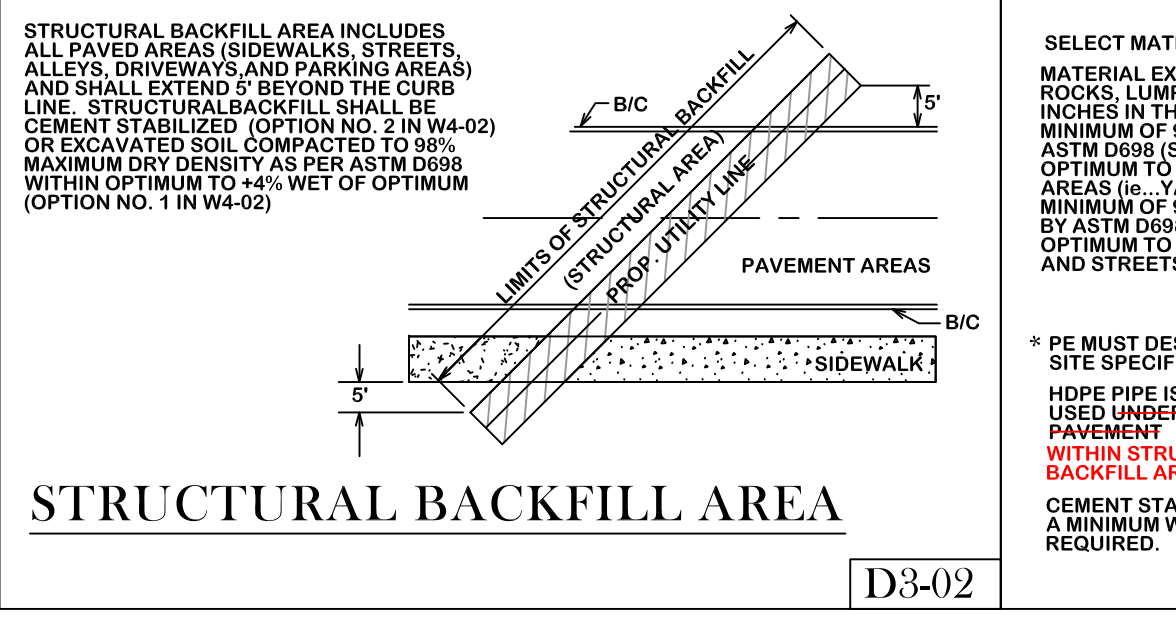 STRUCTURAL BACKFILL AREA INCLUDES
ALL PAVED AREAS (SIDEWALKS, STREETS,
ALLEYS, DRIVEWAYS,AND PARKING AREAS)
AND SHALL EXTEND 5' BEYOND THE CURB
LINE. STRUCTURALBACKFILL SHALL BE
CEMENT STABILIZED (OPTION NO. 2 IN W4-02)
OR EXCAVATED SOIL COMPACTED TO 98%
MAXIMUM DRY DENSITY AS PER ASTM D698
WITHIN OPTIMUM TO +4% WET OF OPTIMUM
(OPTION NO. 1 IN W4-02)
B/C
5'
LIMITS OF STRUCTURAL BACKFILL
(STRUCTURAL AREA)
PROP. UTILITY LINE
PAVEMENT AREAS
B/C
SIDEWALK
5'
STRUCTURAL BACKFILL AREA
D3-02
SELECT MATE
MATERIAL EX
ROCKS, LUMP
INCHES IN TH
MINIMUM OF 9
ASTM D698 (S
OPTIMUM TO
AREAS (ie...YA
MINIMUM OF 9
BY ASTM D698
OPTIMUM TO
AND STREETS
* PE MUST DES
SITE SPECIF
HDPE PIPE IS
USED UNDER
PAVEMENT
WITHIN STRU
BACKFILL AR
CEMENT STA
A MINIMUM W
REQUIRED.